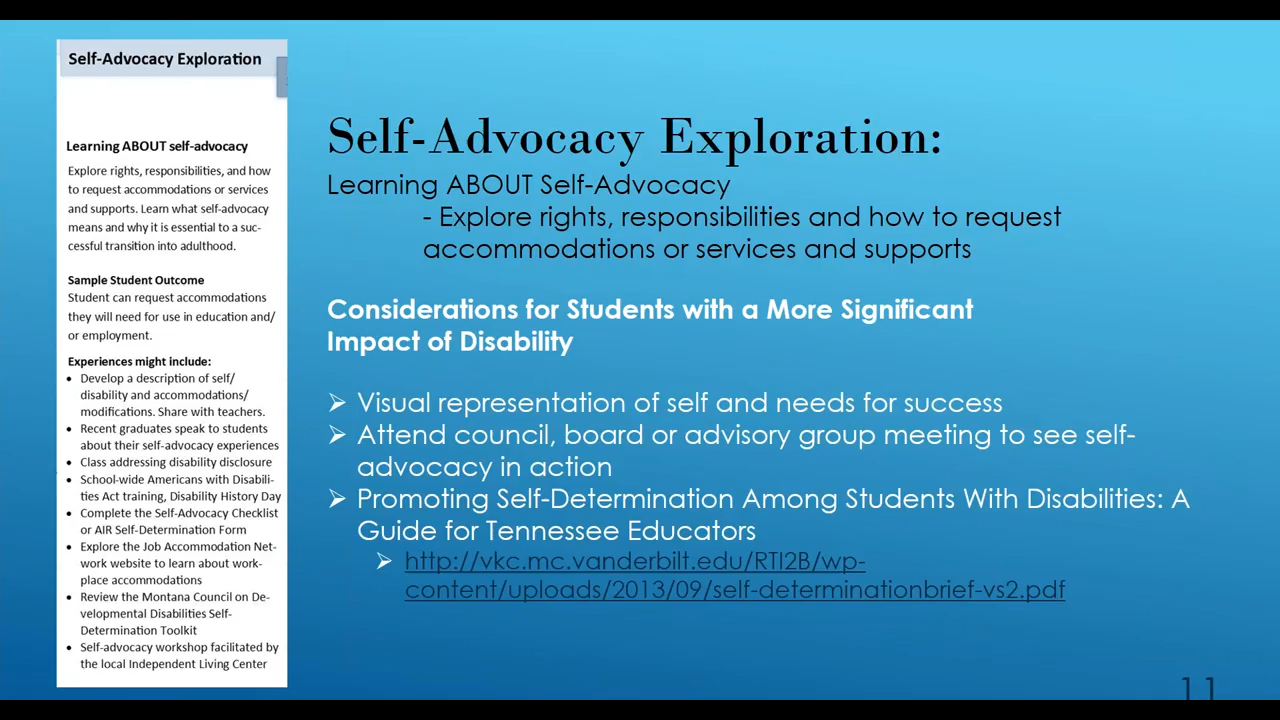 Self-Advocacy Exploration
Learning ABOUT self-advocacy
Explore rights, responsibilities, and how
to request accommodations or services
and supports. Learn what self-advocacy
means and why it is essential to a suc-
cessful transition into adulthood.
Sample Student Outcome
Student can request accommodations
they will need for use in education and/
or employment.
Experiences might include:
• Develop a description of self/
disability and accommodations/
modifications. Share with teachers.
• Recent graduates speak to students
about their self-advocacy experiences
• Class addressing disability disclosure
• School-wide Americans with Disabili-
ties Act training, Disability History Day
• Complete the Self-Advocacy Checklist
or AIR Self-Determination Form
• Explore the Job Accommodation Net-
work website to learn about work-
place accommodations
• Review the Montana Council on De-
velopmental Disabilities Self-
Determination Toolkit
• Self-advocacy workshop facilitated by
the local Independent Living Center
Self-Advocacy Exploration:
Learning ABOUT Self-Advocacy
- Explore rights, responsibilities and how to request
accommodations or services and supports
Considerations for Students with a More Significant
Impact of Disability
➢ Visual representation of self and needs for success
➢ Attend council, board or advisory group meeting to see self-
advocacy in action
➢ Promoting Self-Determination Among Students With Disabilities: A
Guide for Tennessee Educators
➢ http://vkc.mc.vanderbilt.edu/RTI2B/wp-
content/uploads/2013/09/self-determinationbrief-vs2.pdf
11